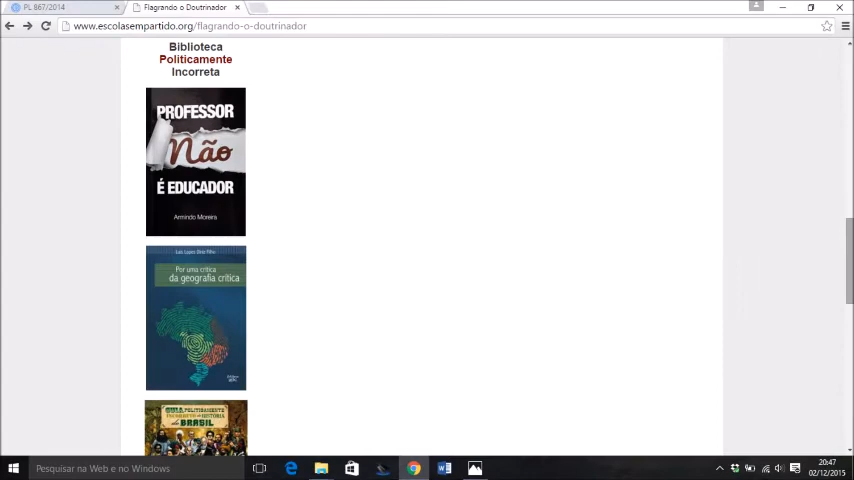 PL 867/2014
Flagrando o Doutrinador
www.escolasempartido.org/flagrando-o-doutrinador
Biblioteca
Politicamente
Incorreta
PROFESSOR
Não
É EDUCADOR
Armindo Moreira
Luis Lopes Diniz Filho
Por uma crítica
da geografia crítica
GUIA POLITICAMENTE
INCORRETO da HISTÓRIA
do BRASIL
Pesquisar na Web e no Windows
20:47
02/12/2015